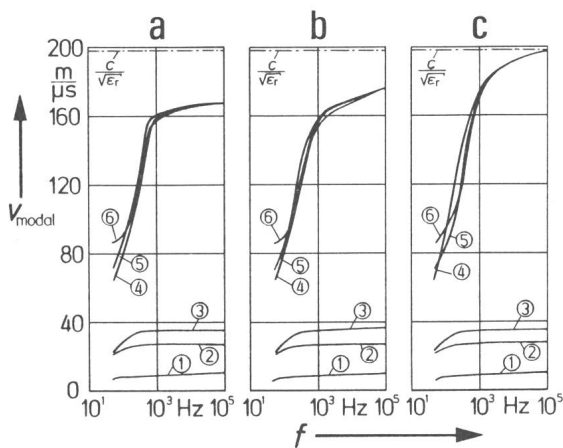 a b c
200
m/μs
160
120
80
40
0
v modal
c/√εr c/√εr c/√εr
⑥ ⑤ ④ ③ ② ①
⑥ ⑤ ④ ③ ② ①
⑥ ⑤ ④ ③ ② ①
10¹ 10³ Hz 10⁵ 10¹ 10³ Hz 10⁵ 10¹ 10³ Hz 10⁵
f